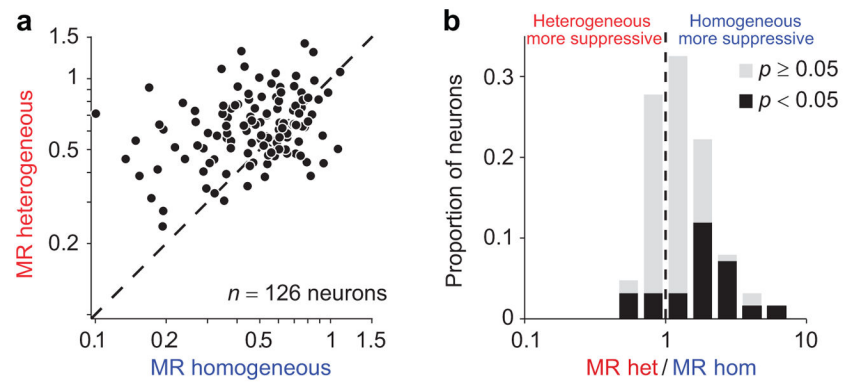 a
MR heterogeneous
1.5
1
0.5
0.2
n = 126 neurons
0.1 0.2 0.5 1 1.5
MR homogeneous
b
Heterogeneous more suppressive
Homogeneous more suppressive
p ≥ 0.05
p < 0.05
Proportion of neurons
0.3
0.2
0.1
0
0.1 1 10
MR het / MR hom